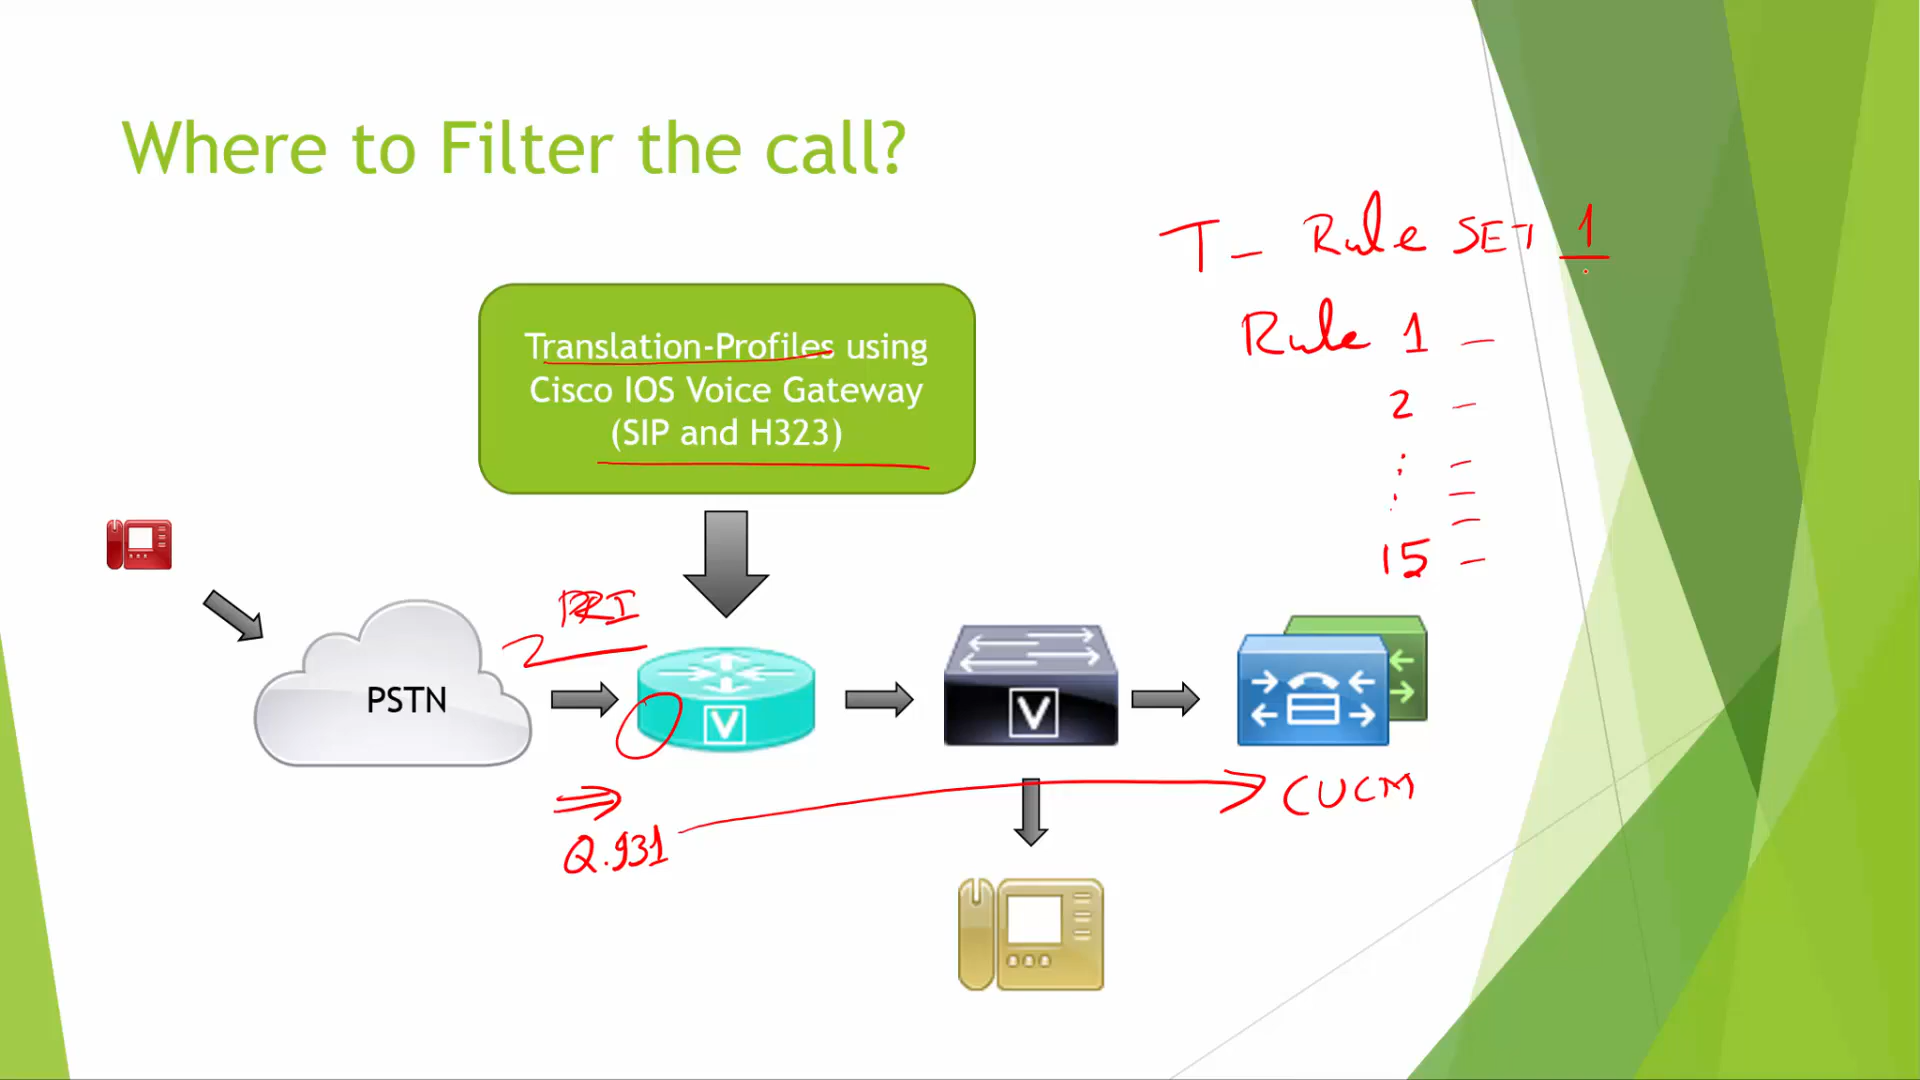 Where to Filter the call?
T- Rule SET 1
Translation-Profiles using
Cisco IOS Voice Gateway
(SIP and H323)
Rule 1 -
2 -
: -
: -
-
15 -
PRI
PSTN
V
V
Q.931
CUCM